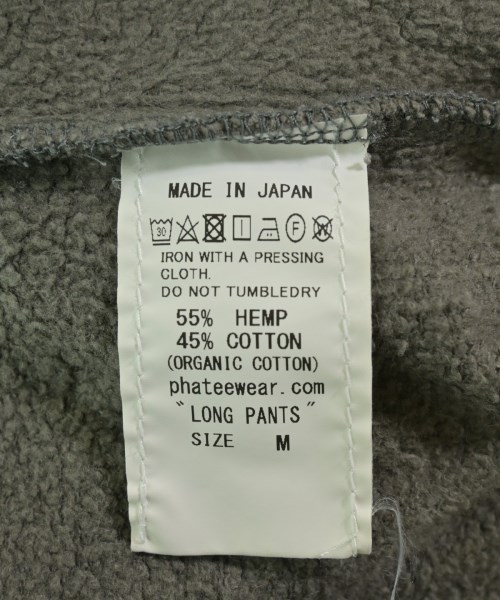 MADE IN JAPAN
30 F W
IRON WITH A PRESSING
CLOTH.
DO NOT TUMBLEDRY
55% HEMP
45% COTTON
(ORGANIC COTTON)
phateewear.com
"LONG PANTS"
SIZE M